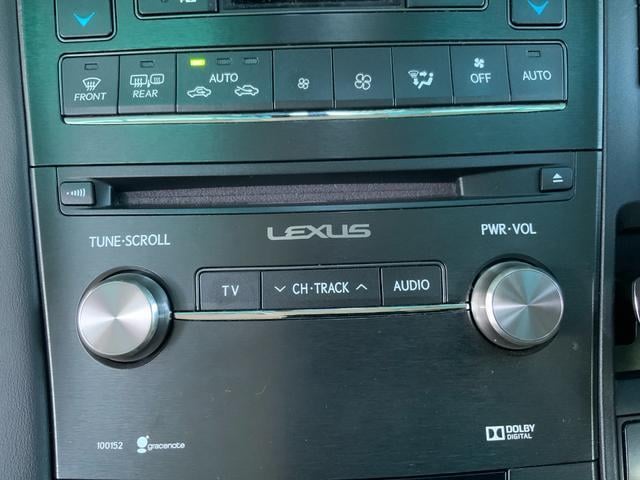 FRONT
REAR
AUTO
OFF
AUTO
TUNE·SCROLL
LEXUS
PWR·VOL
TV
CH·TRACK
AUDIO
100152
gracenote
DOLBY
DIGITAL